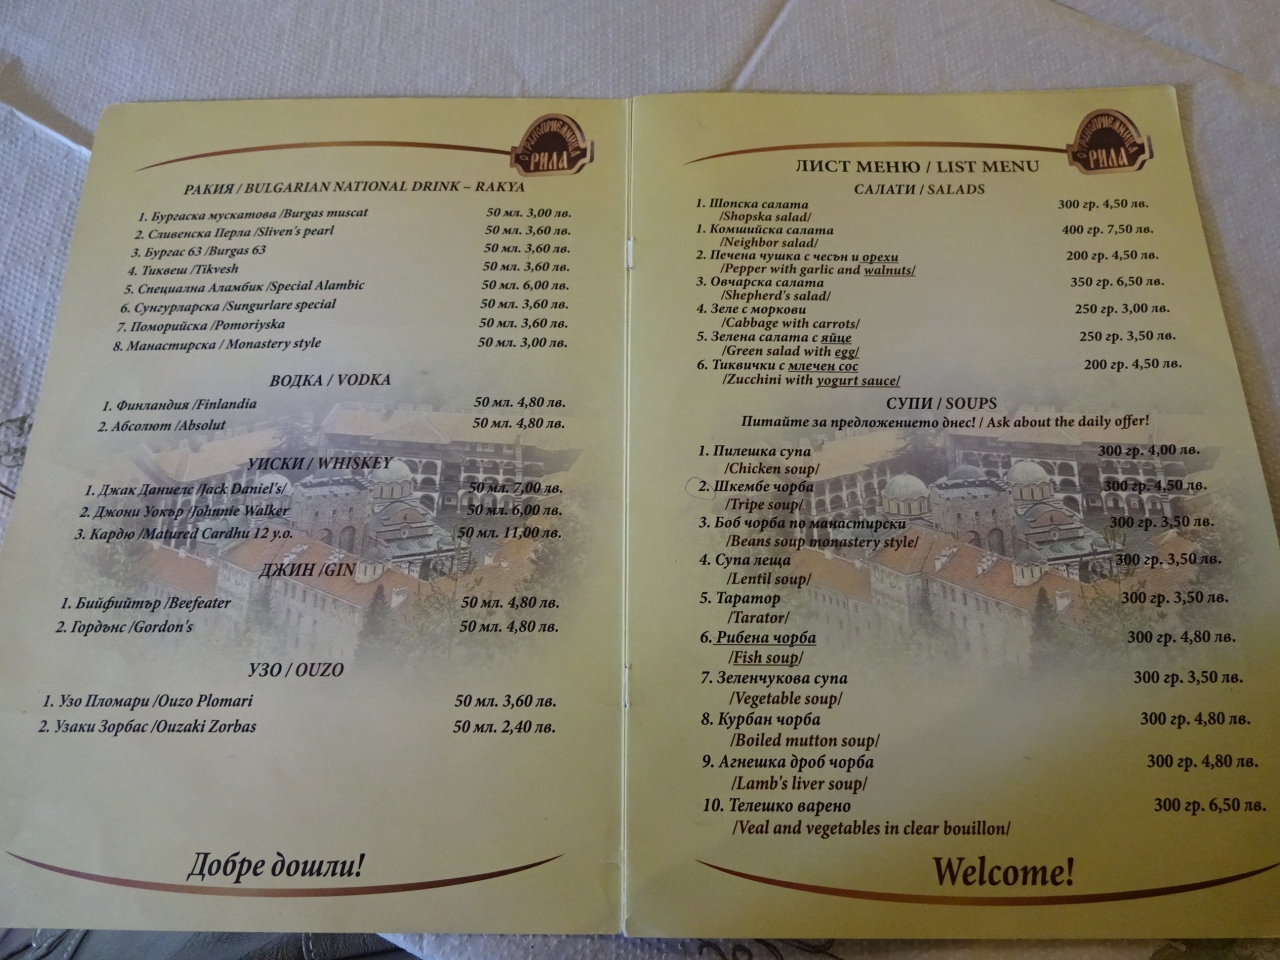 СТРАНОПРИЕМНИЦА
РИЛА
РАКИЯ / BULGARIAN NATIONAL DRINK – RAKYA
1. Бургаска мускатова /Burgas muscat 50 мл. 3,00 лв.
2. Сливенска Перла /Sliven's pearl 50 мл. 3,60 лв.
3. Бургас 63 /Burgas 63 50 мл. 3,60 лв.
4. Тиквеш /Tikvesh 50 мл. 3,60 лв.
5. Специална Аламбик /Special Alambic 50 мл. 6,00 лв.
6. Сунгурларска /Sungurlare special 50 мл. 3,60 лв.
7. Поморийска /Pomoriyska 50 мл. 3,60 лв.
8. Манастирска / Monastery style 50 мл. 3,00 лв.
ВОДКА / VODKA
1. Финландия /Finlandia 50 мл. 4,80 лв.
2. Абсолют /Absolut 50 мл. 4,80 лв.
УИСКИ / WHISKEY
1. Джак Даниелс /Jack Daniel's/ 50 мл. 7,00 лв.
2. Джони Уокър /Johnnie Walker 50 мл. 6,00 лв.
3. Кардю /Matured Cardhu 12 y.o. 50 мл. 11,00 лв.
ДЖИН /GIN
1. Бийфийтър /Beefeater 50 мл. 4,80 лв.
2. Гордънс /Gordon's 50 мл. 4,80 лв.
УЗО / OUZO
1. Узо Пломари /Ouzo Plomari 50 мл. 3,60 лв.
2. Узаки Зорбас /Ouzaki Zorbas 50 мл. 2,40 лв.
Добре дошли!
СТРАНОПРИЕМНИЦА
РИЛА
ЛИСТ МЕНЮ / LIST MENU
САЛАТИ / SALADS
1. Шопска салата 300 гр. 4,50 лв.
/Shopska salad/
1. Комшийска салата 400 гр. 7,50 лв.
/Neighbor salad/
2. Печена чушка с чесън и орехи 200 гр. 4,50 лв.
/Pepper with garlic and walnuts/
3. Овчарска салата 350 гр. 6,50 лв.
/Shepherd's salad/
4. Зеле с моркови 250 гр. 3,00 лв.
/Cabbage with carrots/
5. Зелена салата с яйце 250 гр. 3,50 лв.
/Green salad with egg/
6. Тиквички с млечен сос 200 гр. 4,50 лв.
/Zucchini with yogurt sauce/
СУПИ / SOUPS
Питайте за предложението днес! / Ask about the daily offer!
1. Пилешка супа 300 гр. 4,00 лв.
/Chicken soup/
2. Шкембе чорба 300 гр. 4,50 лв.
/Tripe soup/
3. Боб чорба по манастирски 300 гр. 3,50 лв.
/Beans soup monastery style/
4. Супа леща 300 гр. 3,50 лв.
/Lentil soup/
5. Таратор 300 гр. 3,50 лв.
/Tarator/
6. Рибена чорба 300 гр. 4,80 лв.
/Fish soup/
7. Зеленчукова супа 300 гр. 3,50 лв.
/Vegetable soup/
8. Курбан чорба 300 гр. 4,80 лв.
/Boiled mutton soup/
9. Агнешка дроб чорба 300 гр. 4,80 лв.
/Lamb's liver soup/
10. Телешко варено 300 гр. 6,50 лв.
/Veal and vegetables in clear bouillon/
Welcome!